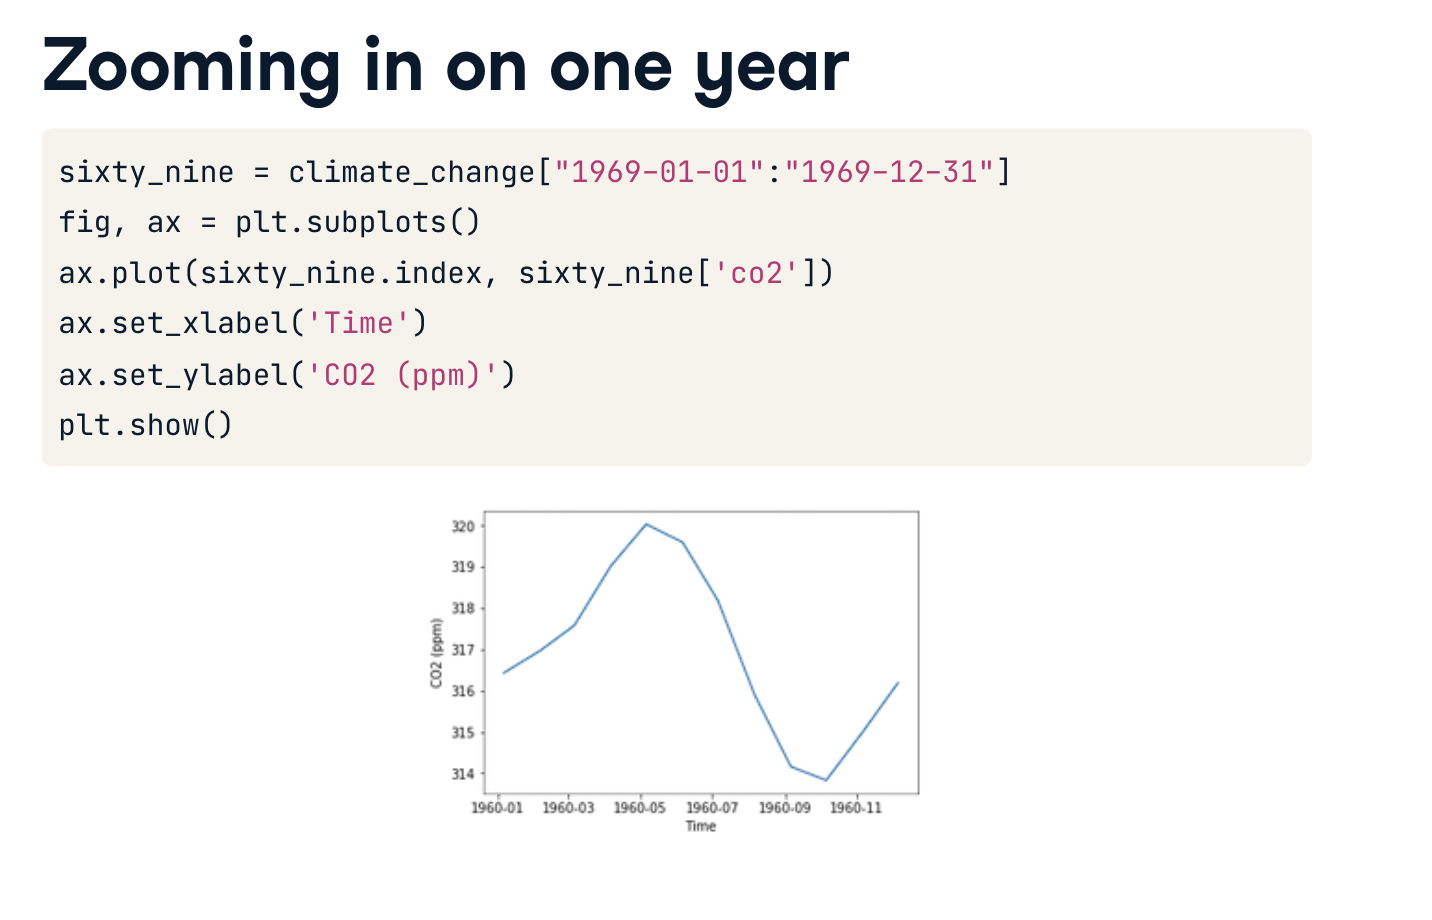 Zooming in on one year
sixty_nine = climate_change["1969-01-01":"1969-12-31"]
fig, ax = plt.subplots()
ax.plot(sixty_nine.index, sixty_nine['co2'])
ax.set_xlabel('Time')
ax.set_ylabel('CO2 (ppm)')
plt.show()
320
319
318
317
316
315
314
CO2 (ppm)
1960-01 1960-03 1960-05 1960-07 1960-09 1960-11
Time